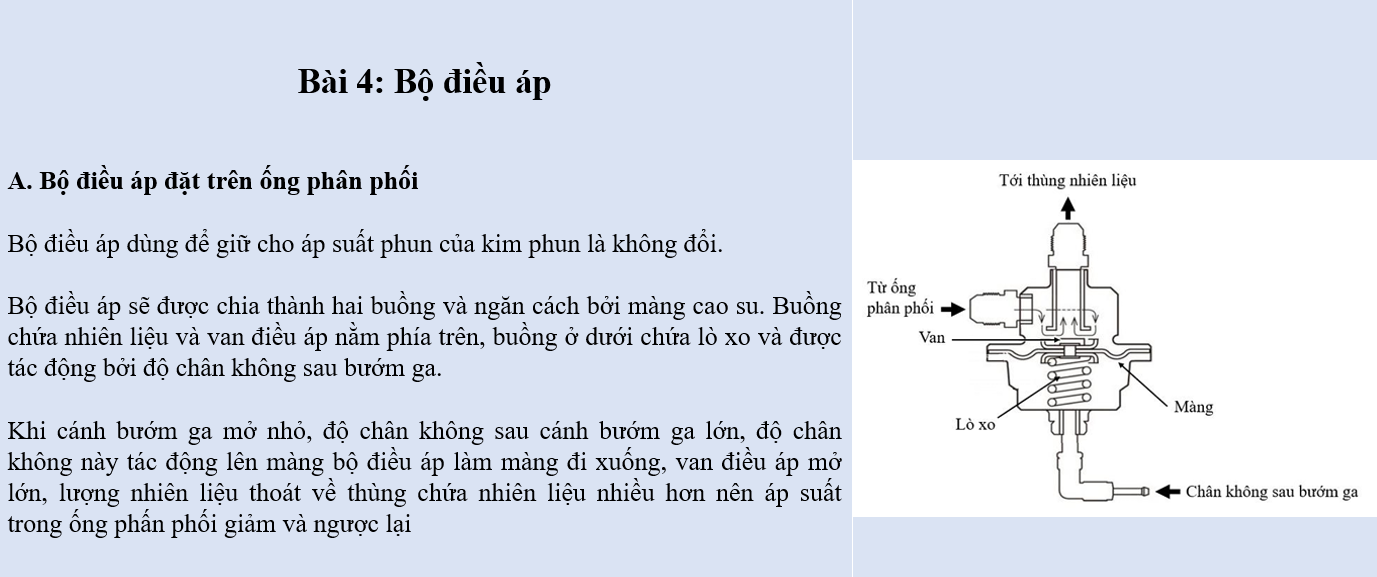 Bài 4: Bộ điều áp
A. Bộ điều áp đặt trên ống phân phối
Bộ điều áp dùng để giữ cho áp suất phun của kim phun là không đổi.
Bộ điều áp sẽ được chia thành hai buồng và ngăn cách bởi màng cao su. Buồng
chứa nhiên liệu và van điều áp nằm phía trên, buồng ở dưới chứa lò xo và được
tác động bởi độ chân không sau bướm ga.
Khi cánh bướm ga mở nhỏ, độ chân không sau cánh bướm ga lớn, độ chân
không này tác động lên màng bộ điều áp làm màng đi xuống, van điều áp mở
lớn, lượng nhiên liệu thoát về thùng chứa nhiên liệu nhiều hơn nên áp suất
trong ống phấn phối giảm và ngược lại
Tới thùng nhiên liệu
Từ ống
phân phối
Van
Màng
Lò xo
Chân không sau bướm ga